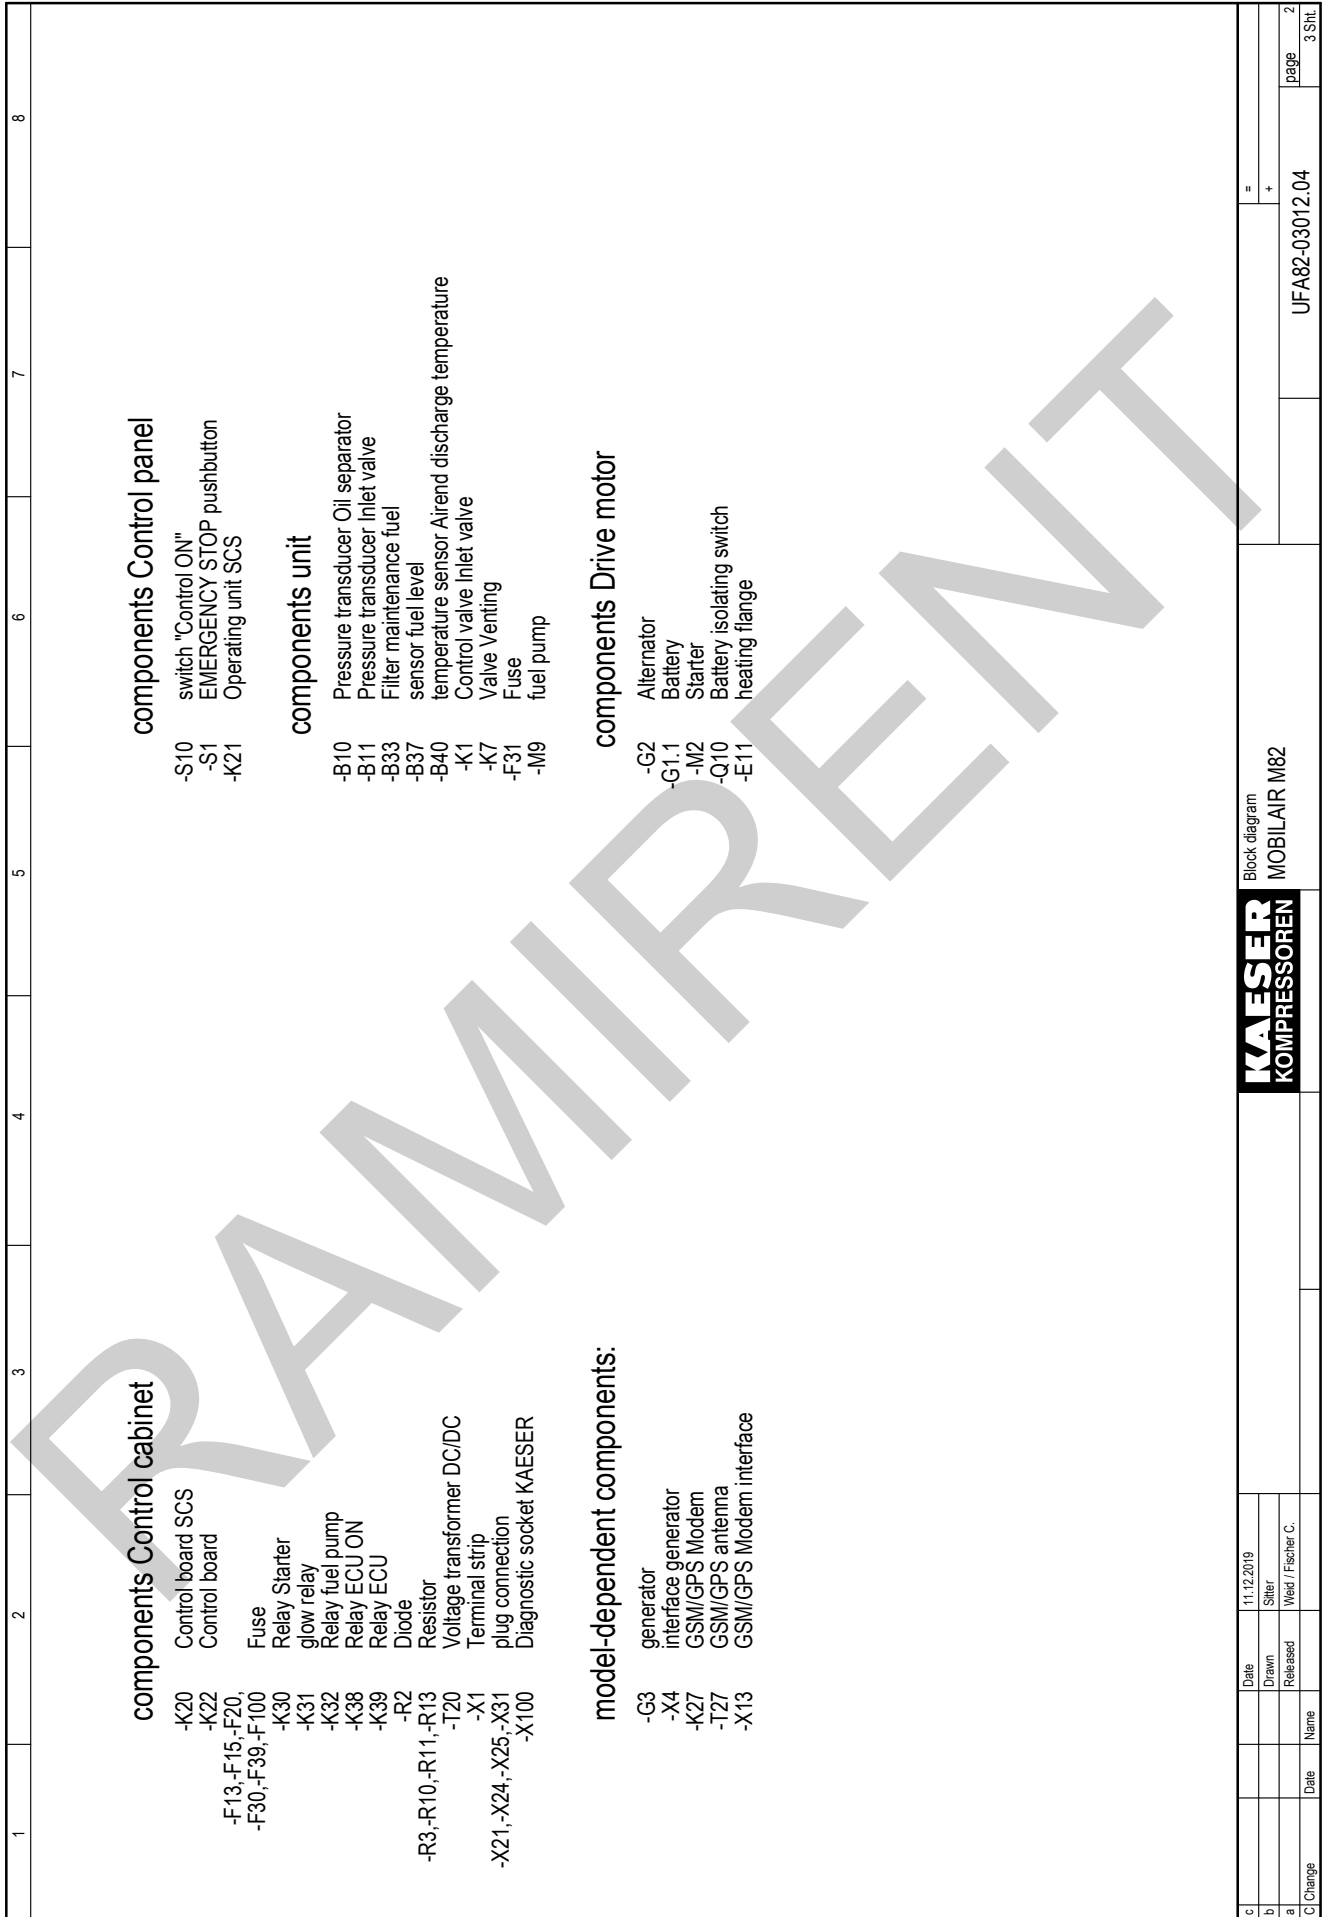 1 2 3 4 5 6 7 8
components Control cabinet
-K20 Control board SCS
-K22 Control board
-F13,-F15,-F20,
-F30,-F39,-F100 Fuse
-K30 Relay Starter
-K31 glow relay
-K32 Relay fuel pump
-K38 Relay ECU ON
-K39 Relay ECU
-R2 Diode
-R3,-R10,-R11,-R13 Resistor
-T20 Voltage transformer DC/DC
-X1 Terminal strip
-X21,-X24,-X25,-X31 plug connection
-X100 Diagnostic socket KAESER
model-dependent components:
-G3 generator
-X4 interface generator
-K27 GSM/GPS Modem
-T27 GSM/GPS antenna
-X13 GSM/GPS Modem interface
components Control panel
-S10 switch "Control ON"
-S1 EMERGENCY STOP pushbutton
-K21 Operating unit SCS
components unit
-B10 Pressure transducer Oil separator
-B11 Pressure transducer Inlet valve
-B33 Filter maintenance fuel
-B37 sensor fuel level
-B40 temperature sensor Airend discharge temperature
-K1 Control valve Inlet valve
-K7 Valve Venting
-F31 Fuse
-M9 fuel pump
components Drive motor
-G2 Alternator
-G1.1 Battery
-M2 Starter
-Q10 Battery isolating switch
-E11 heating flange
RAMIRENT
c Date 11.12.2019
b Drawn Sitter
a Released Weid / Fischer C.
C Change Date Name
KAESER
KOMPRESSOREN
Block diagram
MOBILAIR M82
=
+
UFA82-03012.04
page 2
3 Sht.